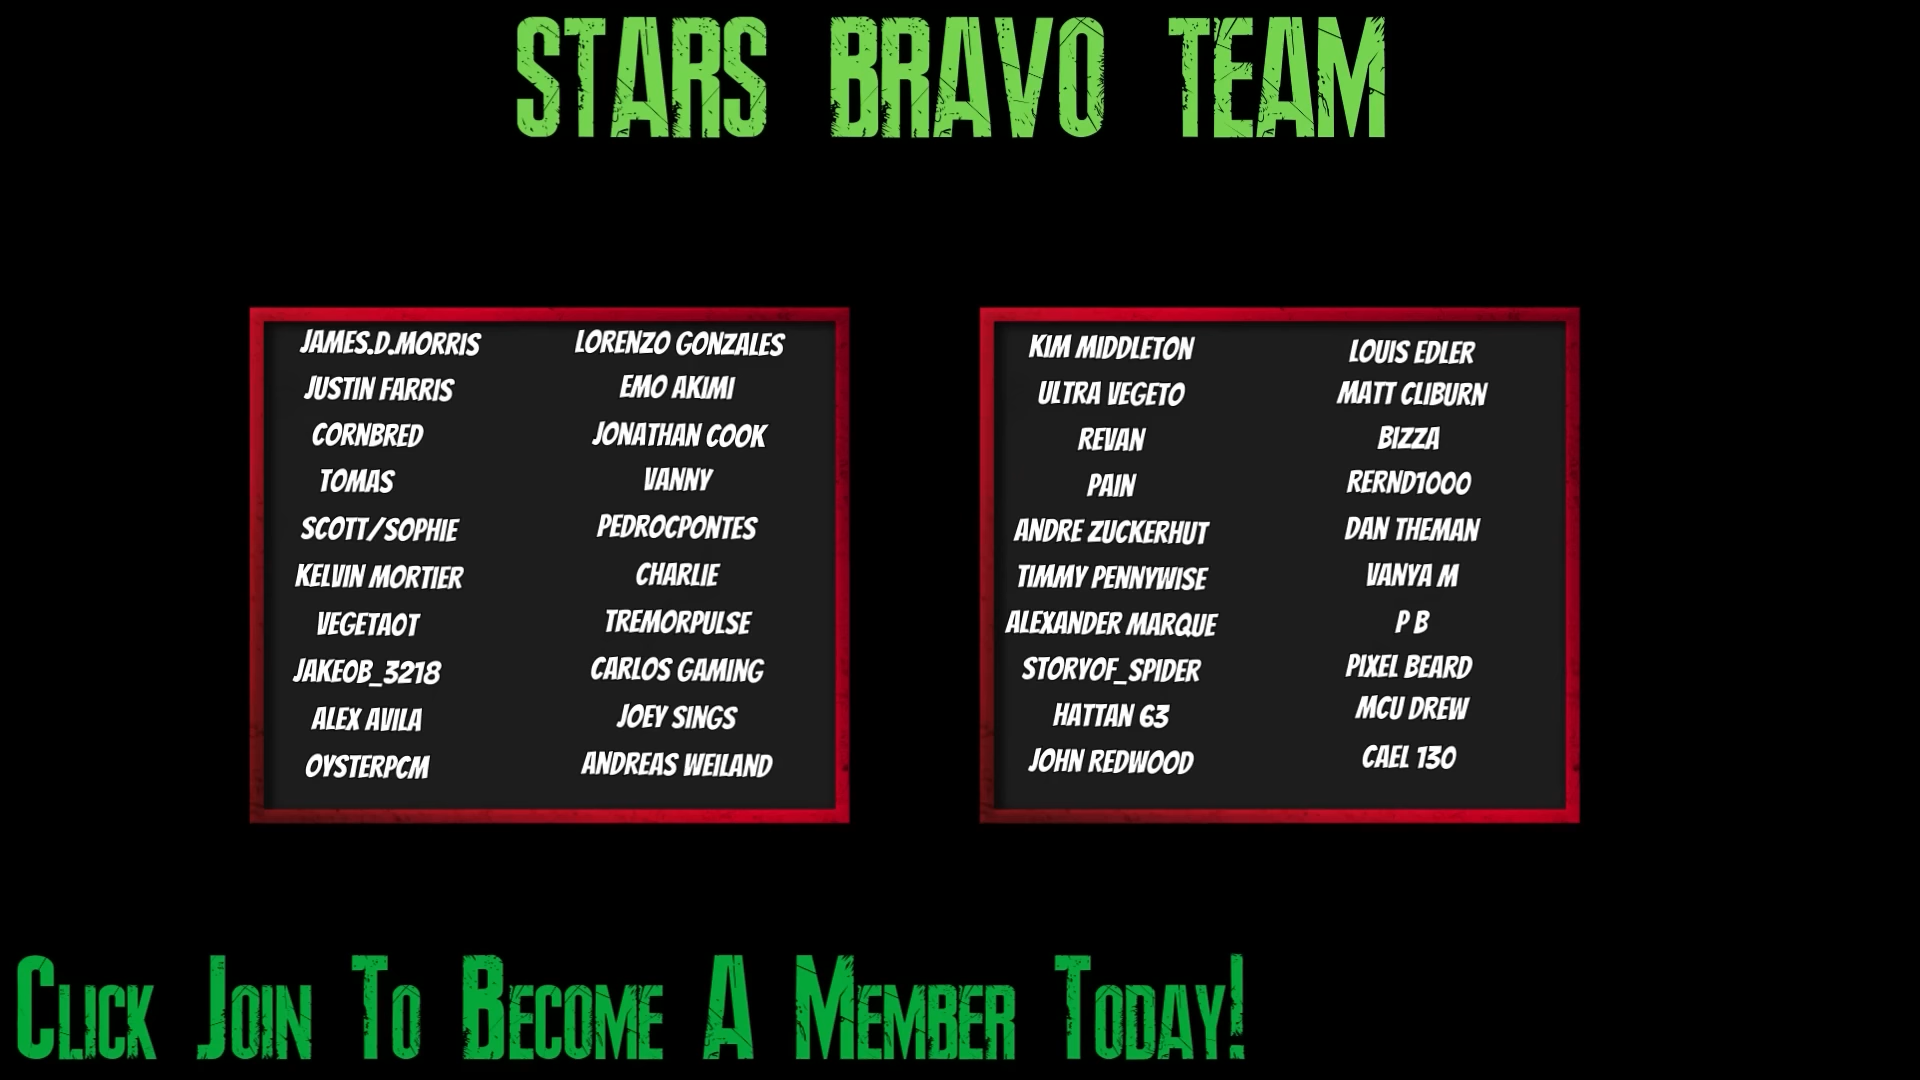 STARS BRAVO TEAM
JAMES.D.MORRIS
JUSTIN FARRIS
CORNBRED
TOMAS
SCOTT/SOPHIE
KELVIN MORTIER
VEGETAOT
JAKEOB_3218
ALEX AVILA
OYSTERPCM
LORENZO GONZALES
EMO AKIMI
JONATHAN COOK
VANNY
PEDROCPONTES
CHARLIE
TREMORPULSE
CARLOS GAMING
JOEY SINGS
ANDREAS WEILAND
KIM MIDDLETON
ULTRA VEGETO
REVAN
PAIN
ANDRE ZUCKERHUT
TIMMY PENNYWISE
ALEXANDER MARQUE
STORYOF_SPIDER
HATTAN 63
JOHN REDWOOD
LOUIS EDLER
MATT CLIBURN
BIZZA
RERND1000
DAN THEMAN
VANYA M
P B
PIXEL BEARD
MCU DREW
CAEL 130
Click Join To Become A Member Today!